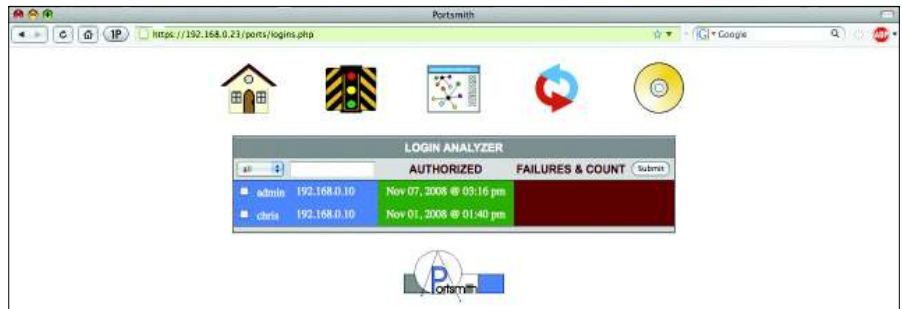 Portsmith
1P https://192.168.0.23/ports/logins.php Google ABP
LOGIN ANALYZER
all AUTHORIZED FAILURES & COUNT Submit
admin 192.168.0.10 Nov 07, 2008 @ 03:16 pm
chris 192.168.0.10 Nov 01, 2008 @ 01:40 pm
Portsmith